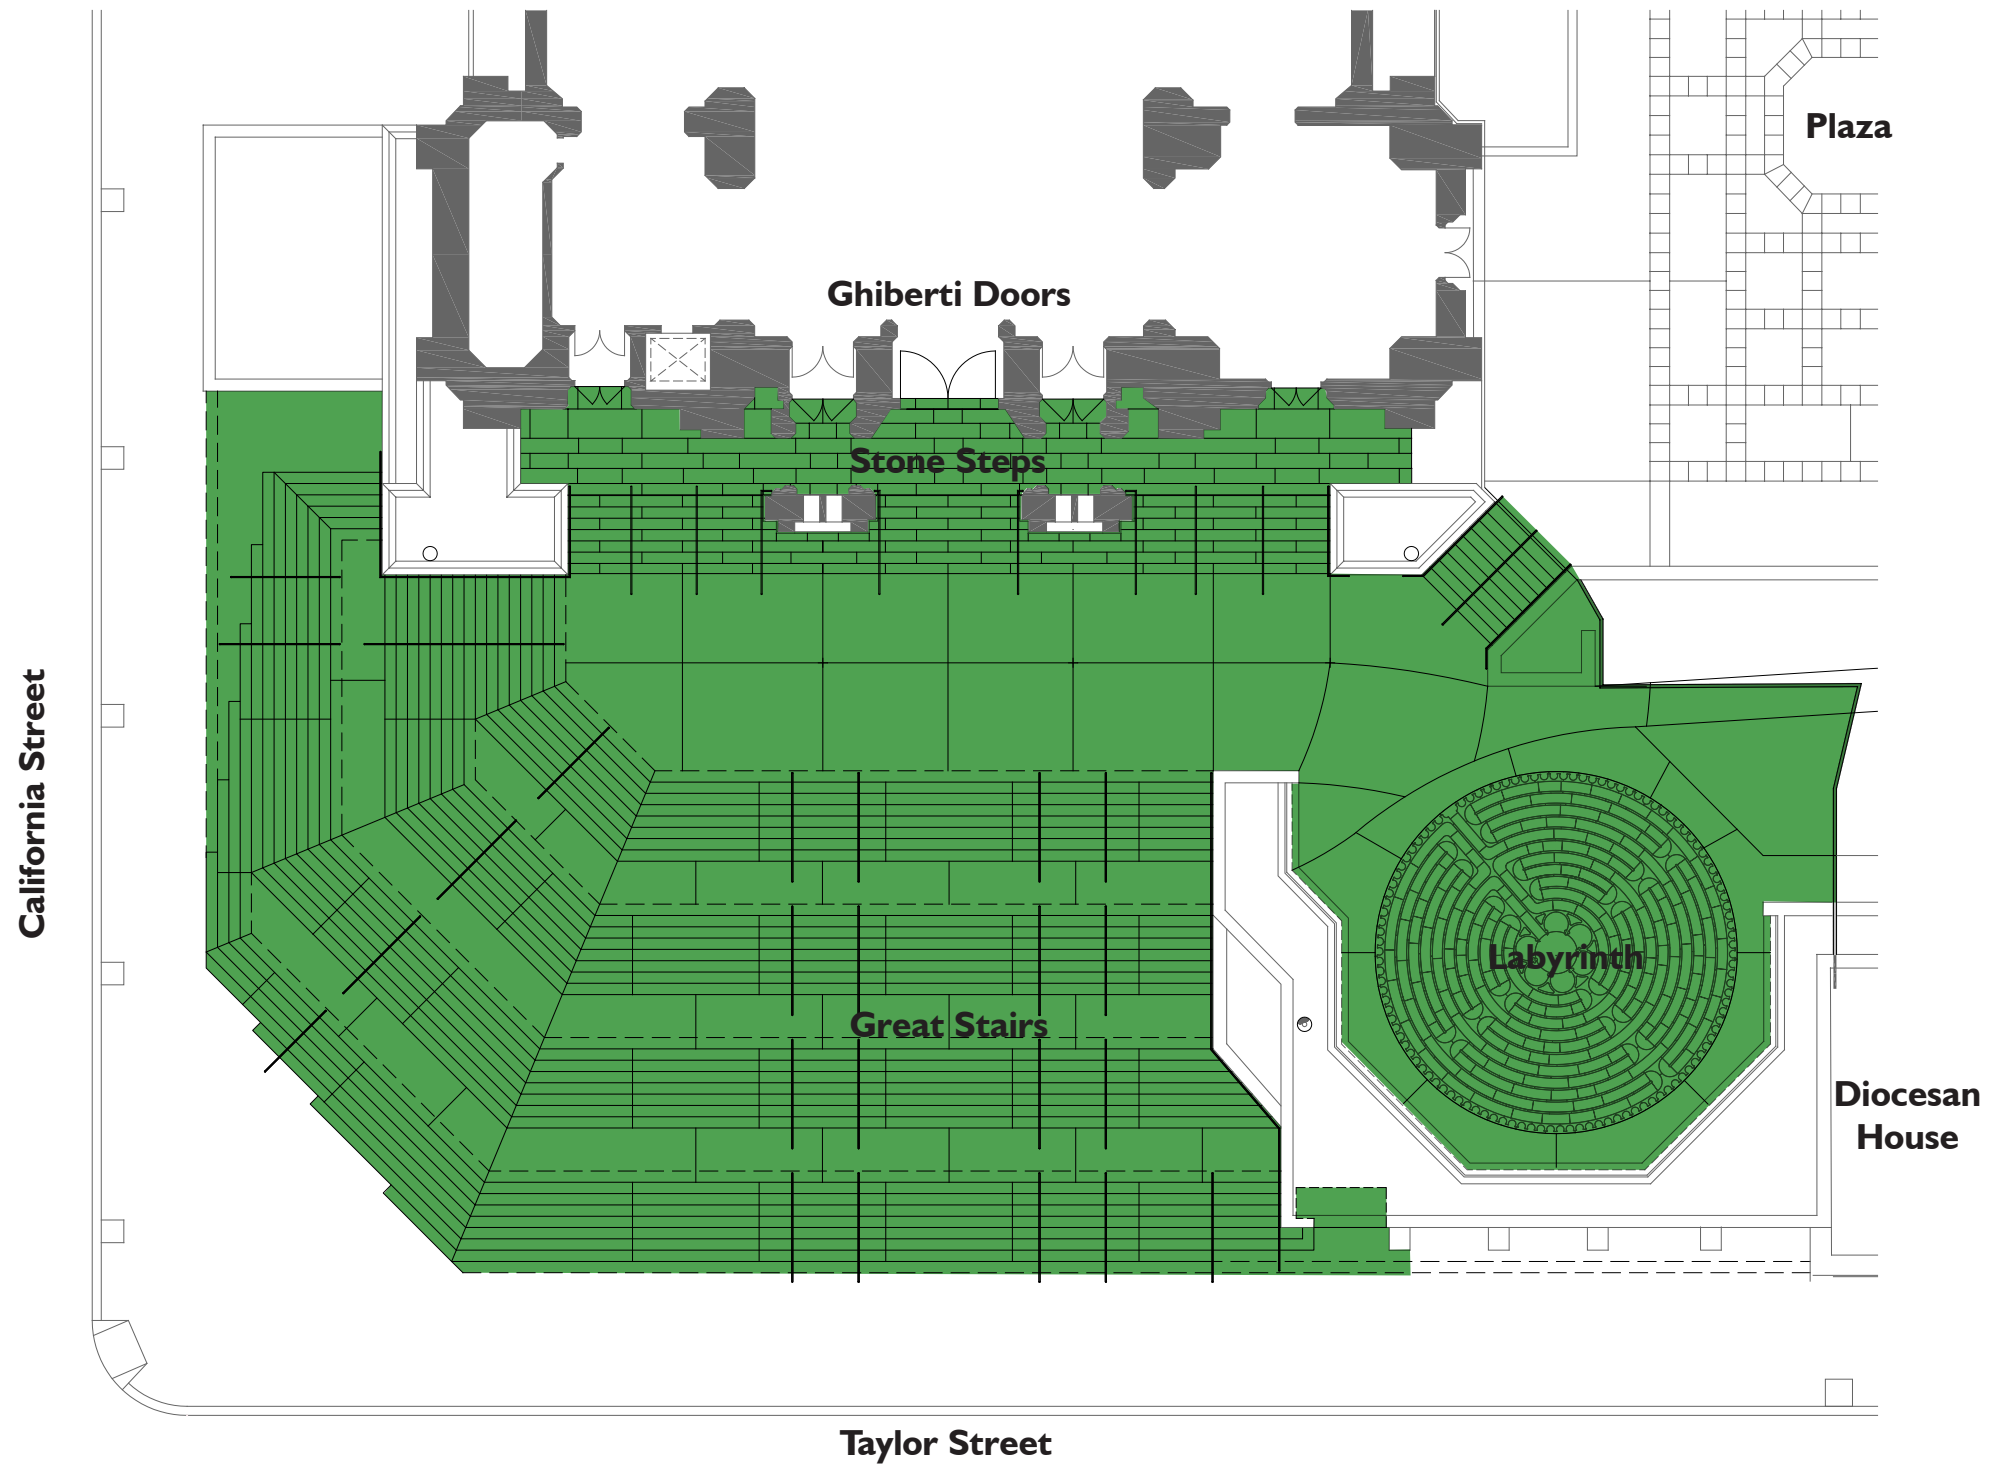 Plaza
Ghiberti Doors
Stone Steps
California Street
Labyrinth
Great Stairs
Diocesan
House
Taylor Street